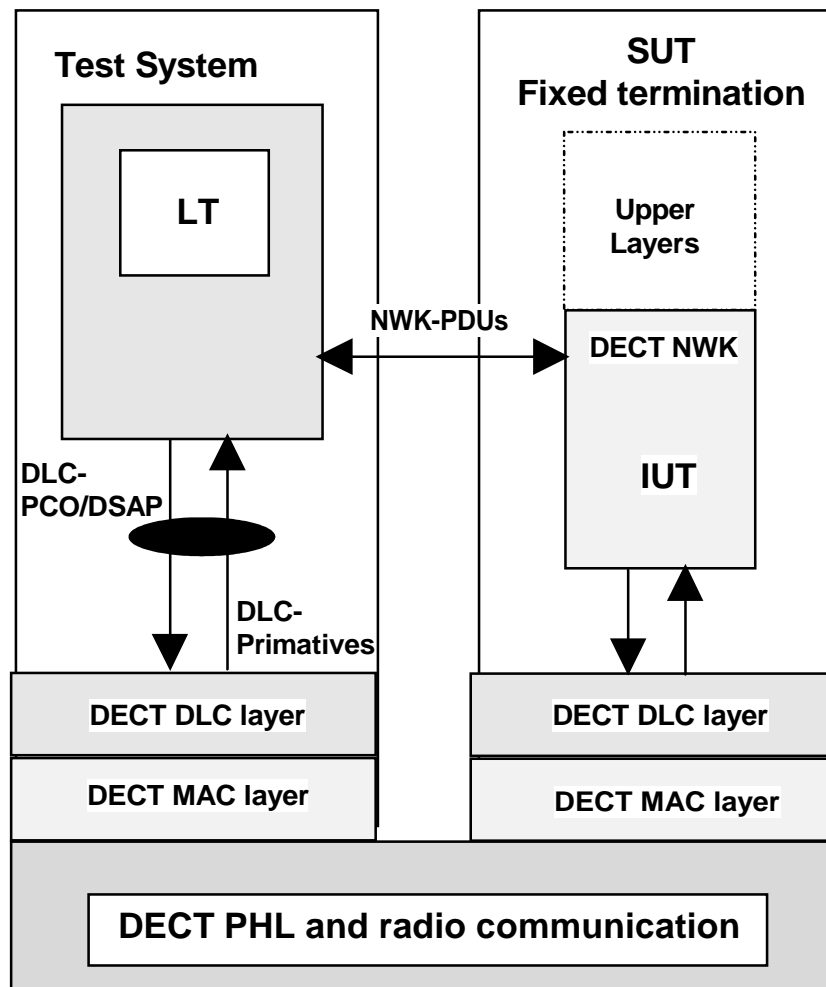 Test System
LT
DLC-
PCO/DSAP
DLC-
Primatives
NWK-PDUs
SUT
Fixed termination
Upper
Layers
DECT NWK
IUT
DECT DLC layer
DECT MAC layer
DECT DLC layer
DECT MAC layer
DECT PHL and radio communication